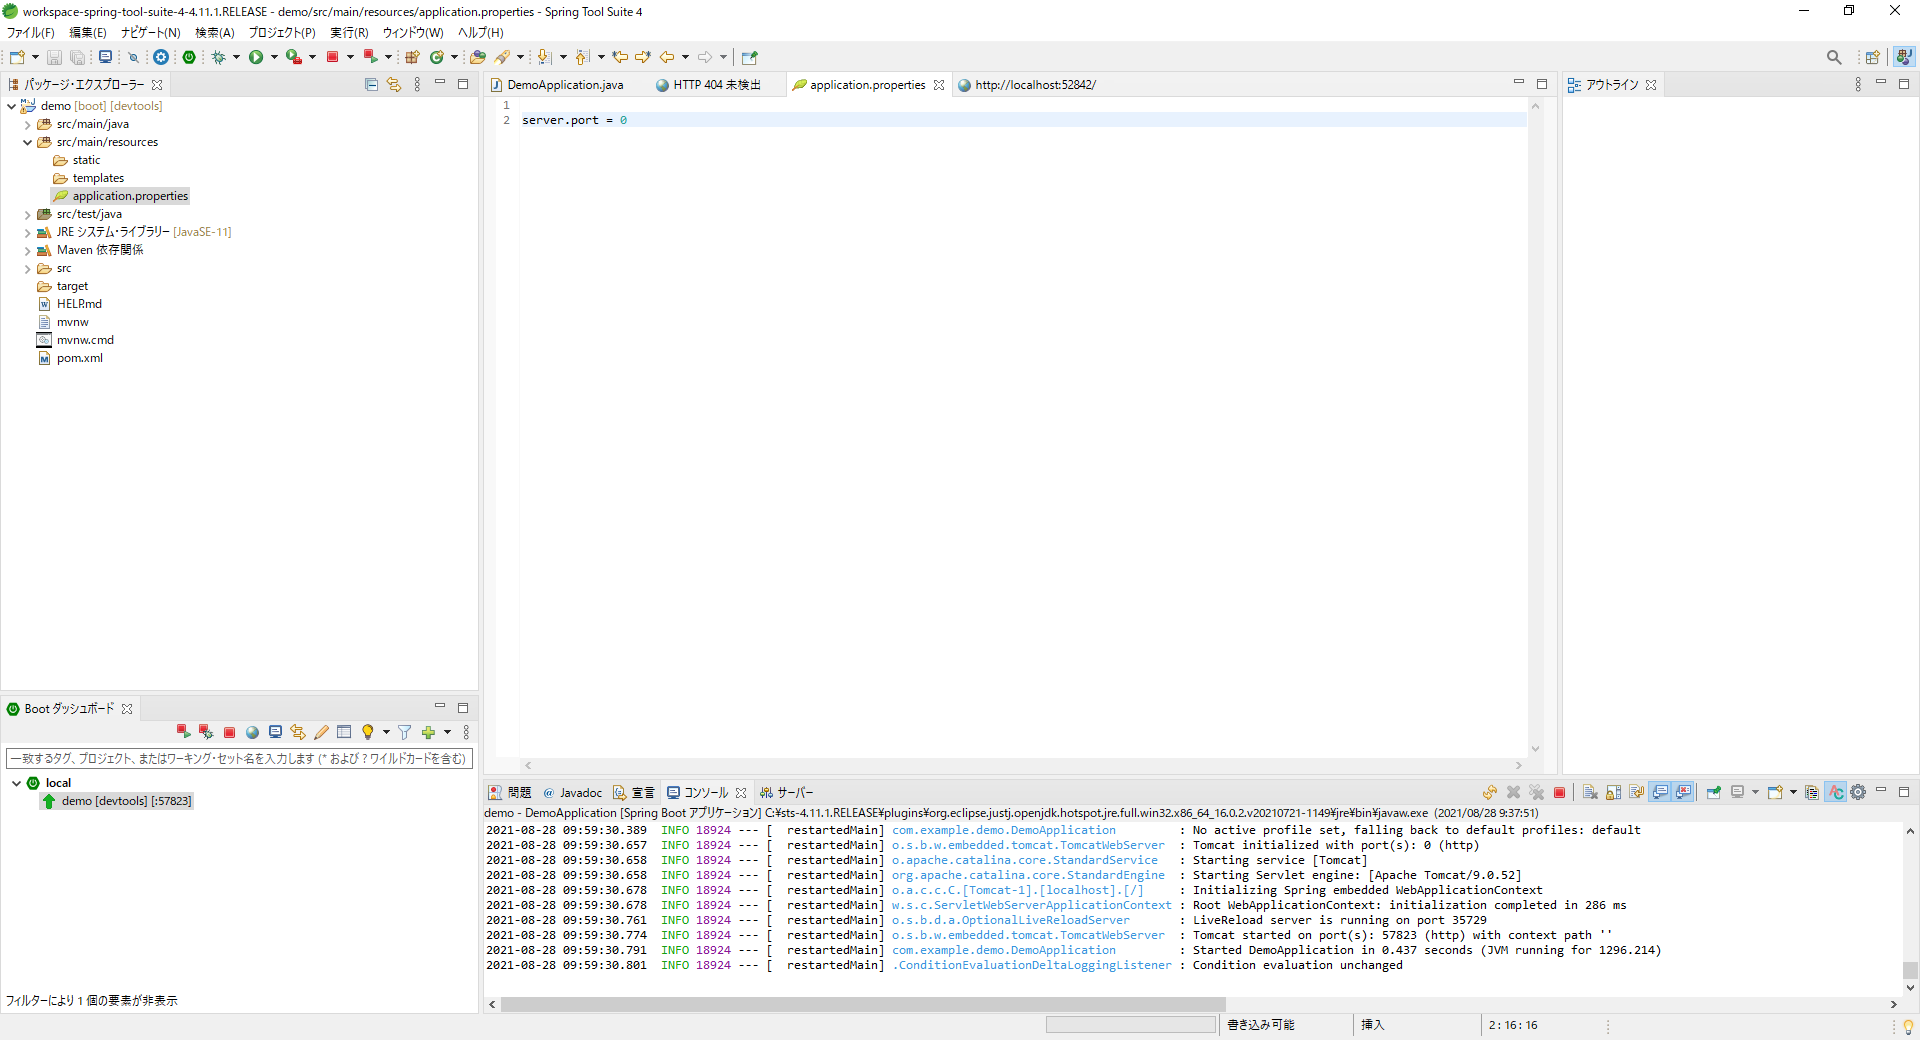 workspace-spring-tool-suite-4-4.11.1.RELEASE - demo/src/main/resources/application.properties - Spring Tool Suite 4
ファイル(F) 編集(E) ナビゲート(N) 検索(A) プロジェクト(P) 実行(R) ウィンドウ(W) ヘルプ(H)
パッケージ・エクスプローラー
demo [boot] [devtools]
src/main/java
src/main/resources
static
templates
application.properties
src/test/java
JRE システム・ライブラリー [JavaSE-11]
Maven 依存関係
src
target
HELP.md
mvnw
mvnw.cmd
pom.xml
DemoApplication.java HTTP 404 未検出 application.properties http://localhost:52842/
1
2 server.port = 0
アウトライン
Boot ダッシュボード
一致するタグ、プロジェクト、またはワーキング・セット名を入力します (* および ? ワイルドカードを含む)
local
demo [devtools] [:57823]
フィルターにより 1 個の要素が非表示
問題 @ Javadoc 宣言 コンソール サーバー
demo - DemoApplication [Spring Boot アプリケーション] C:¥sts-4.11.1.RELEASE¥plugins¥org.eclipse.justj.openjdk.hotspot.jre.full.win32.x86_64_16.0.2.v20210721-1149¥jre¥bin¥javaw.exe (2021/08/28 9:37:51)
2021-08-28 09:59:30.389 INFO 18924 --- [ restartedMain] com.example.demo.DemoApplication : No active profile set, falling back to default profiles: default
2021-08-28 09:59:30.657 INFO 18924 --- [ restartedMain] o.s.b.w.embedded.tomcat.TomcatWebServer : Tomcat initialized with port(s): 0 (http)
2021-08-28 09:59:30.658 INFO 18924 --- [ restartedMain] o.apache.catalina.core.StandardService : Starting service [Tomcat]
2021-08-28 09:59:30.658 INFO 18924 --- [ restartedMain] org.apache.catalina.core.StandardEngine : Starting Servlet engine: [Apache Tomcat/9.0.52]
2021-08-28 09:59:30.678 INFO 18924 --- [ restartedMain] o.a.c.c.C.[Tomcat-1].[localhost].[/] : Initializing Spring embedded WebApplicationContext
2021-08-28 09:59:30.678 INFO 18924 --- [ restartedMain] w.s.c.ServletWebServerApplicationContext : Root WebApplicationContext: initialization completed in 286 ms
2021-08-28 09:59:30.761 INFO 18924 --- [ restartedMain] o.s.b.d.a.OptionalLiveReloadServer : LiveReload server is running on port 35729
2021-08-28 09:59:30.774 INFO 18924 --- [ restartedMain] o.s.b.w.embedded.tomcat.TomcatWebServer : Tomcat started on port(s): 57823 (http) with context path ''
2021-08-28 09:59:30.791 INFO 18924 --- [ restartedMain] com.example.demo.DemoApplication : Started DemoApplication in 0.437 seconds (JVM running for 1296.214)
2021-08-28 09:59:30.801 INFO 18924 --- [ restartedMain] .ConditionEvaluationDeltaLoggingListener : Condition evaluation unchanged
書き込み可能 挿入 2 : 16 : 16